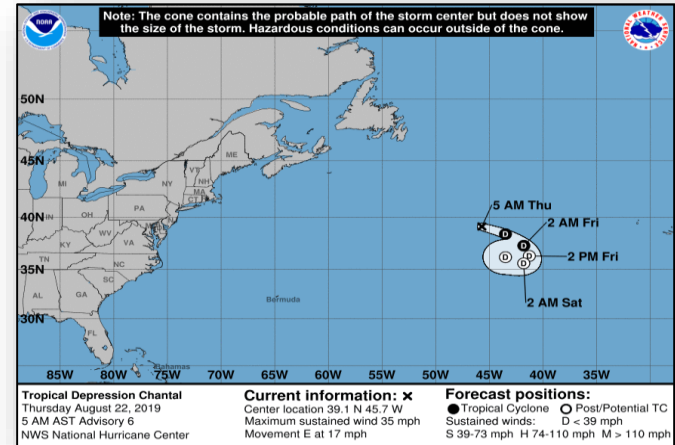 Note: The cone contains the probable path of the storm center but does not show
the size of the storm. Hazardous conditions can occur outside of the cone.
NOAA
NATIONAL WEATHER SERVICE
50N
45N
40N
35N
30N
ME
VT
NH
MA
CT
NY
MI
PA
IN
OH
WV
KY
VA
TN
NC
SC
AL
GA
FL
Bermuda
Bahamas
5 AM Thu
2 AM Fri
2 PM Fri
2 AM Sat
D
D
D
D
85W 80W 75W 70W 65W 60W 55W 50W 45W 40W 35W
Tropical Depression Chantal
Thursday August 22, 2019
5 AM AST Advisory 6
NWS National Hurricane Center
Current information: ×
Center location 39.1 N 45.7 W
Maximum sustained wind 35 mph
Movement E at 17 mph
Forecast positions:
● Tropical Cyclone ○ Post/Potential TC
Sustained winds: D < 39 mph
S 39-73 mph H 74-110 mph M > 110 mph